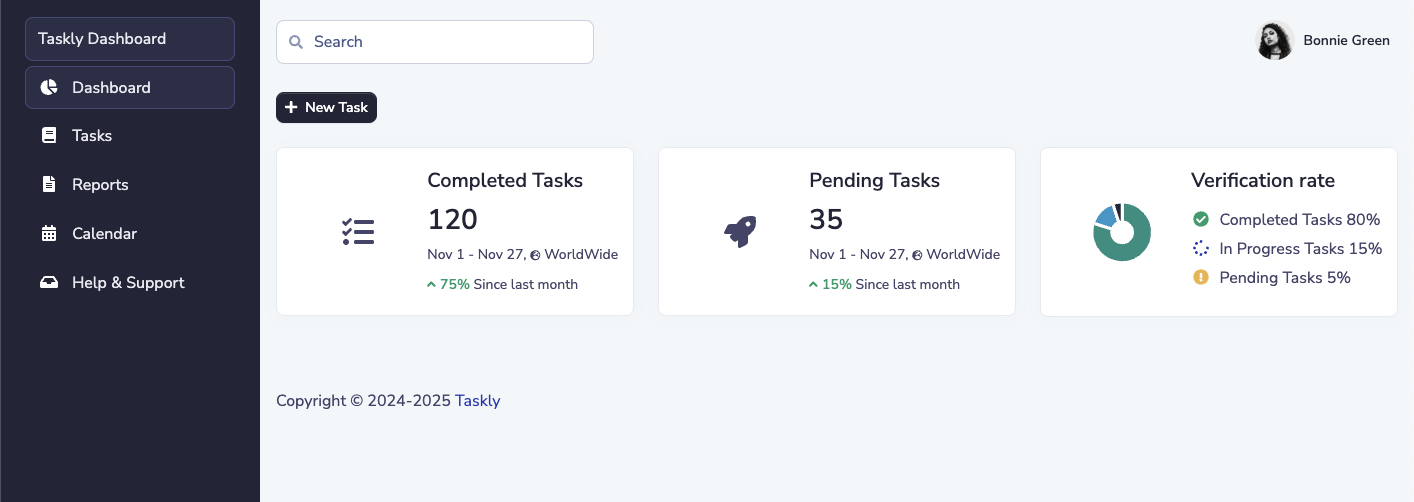 Taskly Dashboard
Dashboard
Tasks
Reports
Calendar
Help & Support
Search
Bonnie Green
New Task
Completed Tasks
120
Nov 1 - Nov 27, WorldWide
75% Since last month
Pending Tasks
35
Nov 1 - Nov 27, WorldWide
15% Since last month
Verification rate
Completed Tasks 80%
In Progress Tasks 15%
Pending Tasks 5%
Copyright © 2024-2025 Taskly